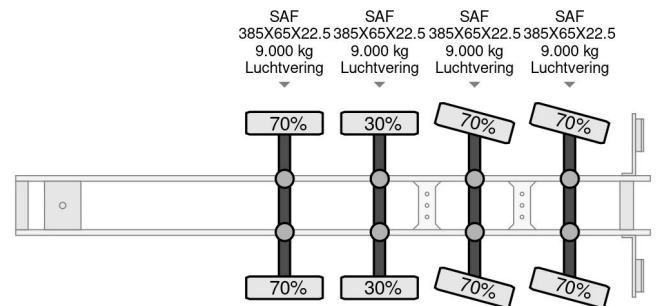 SAF SAF SAF SAF
385X65X22.5 385X65X22.5 385X65X22.5 385X65X22.5
9.000 kg 9.000 kg 9.000 kg 9.000 kg
Luchtvering Luchtvering Luchtvering Luchtvering
70% 30% 70% 70%
70% 30% 70% 70%